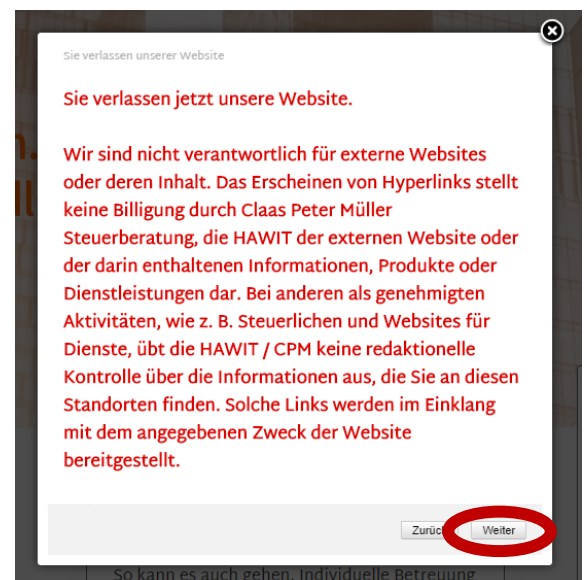 Sie verlassen unserer Website
Sie verlassen jetzt unsere Website.
Wir sind nicht verantwortlich für externe Websites
oder deren Inhalt. Das Erscheinen von Hyperlinks stellt
keine Billigung durch Claas Peter Müller
Steuerberatung, die HAWIT der externen Website oder
der darin enthaltenen Informationen, Produkte oder
Dienstleistungen dar. Bei anderen als genehmigten
Aktivitäten, wie z. B. Steuerlichen und Websites für
Dienste, übt die HAWIT / CPM keine redaktionelle
Kontrolle über die Informationen aus, die Sie an diesen
Standorten finden. Solche Links werden im Einklang
mit dem angegebenen Zweck der Website
bereitgestellt.
Zurück Weiter
So kann es auch gehen. Individuelle Betreuung